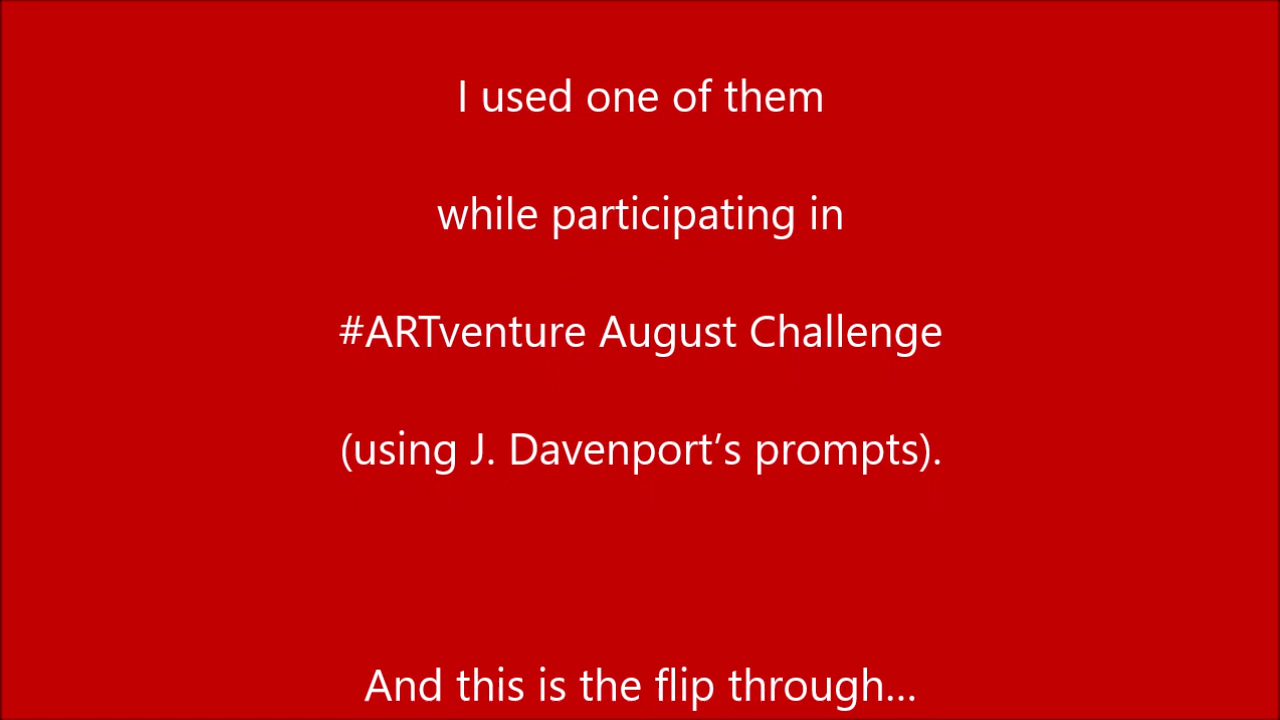 I used one of them
while participating in
#ARTventure August Challenge
(using J. Davenport’s prompts).
And this is the flip through...